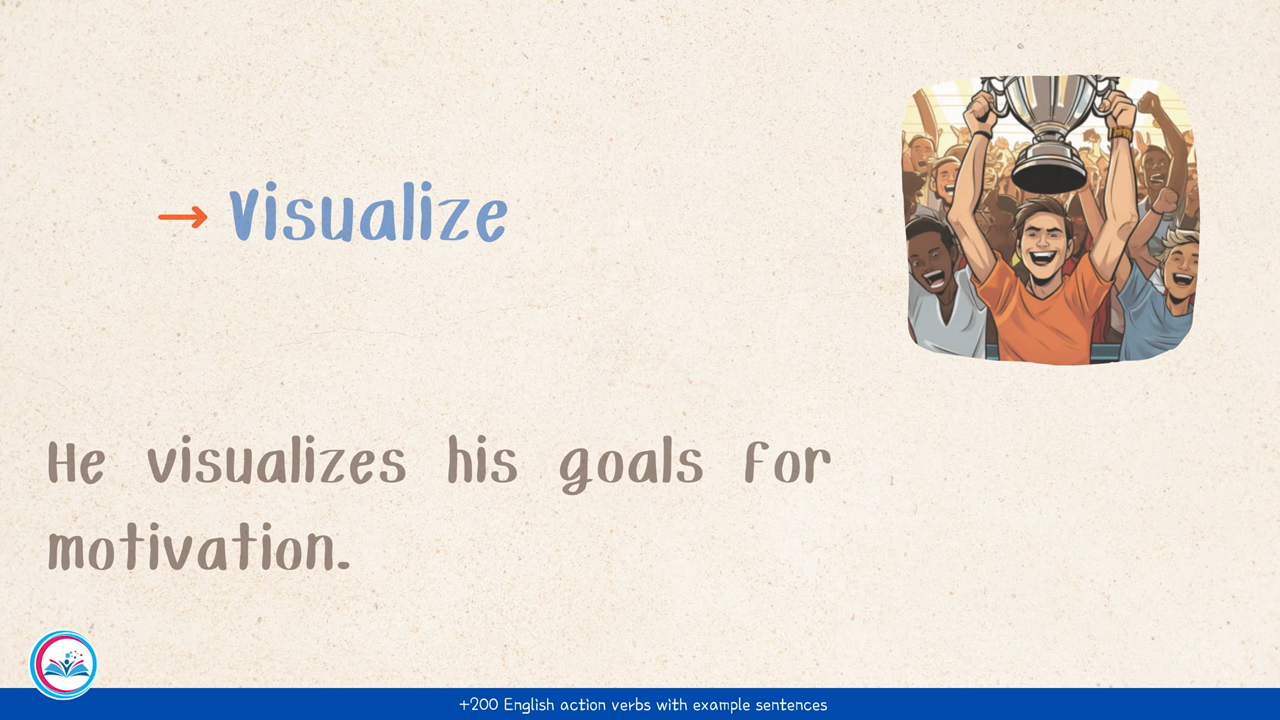 → Visualize
He visualizes his goals for
motivation.
+200 English action verbs with example sentences